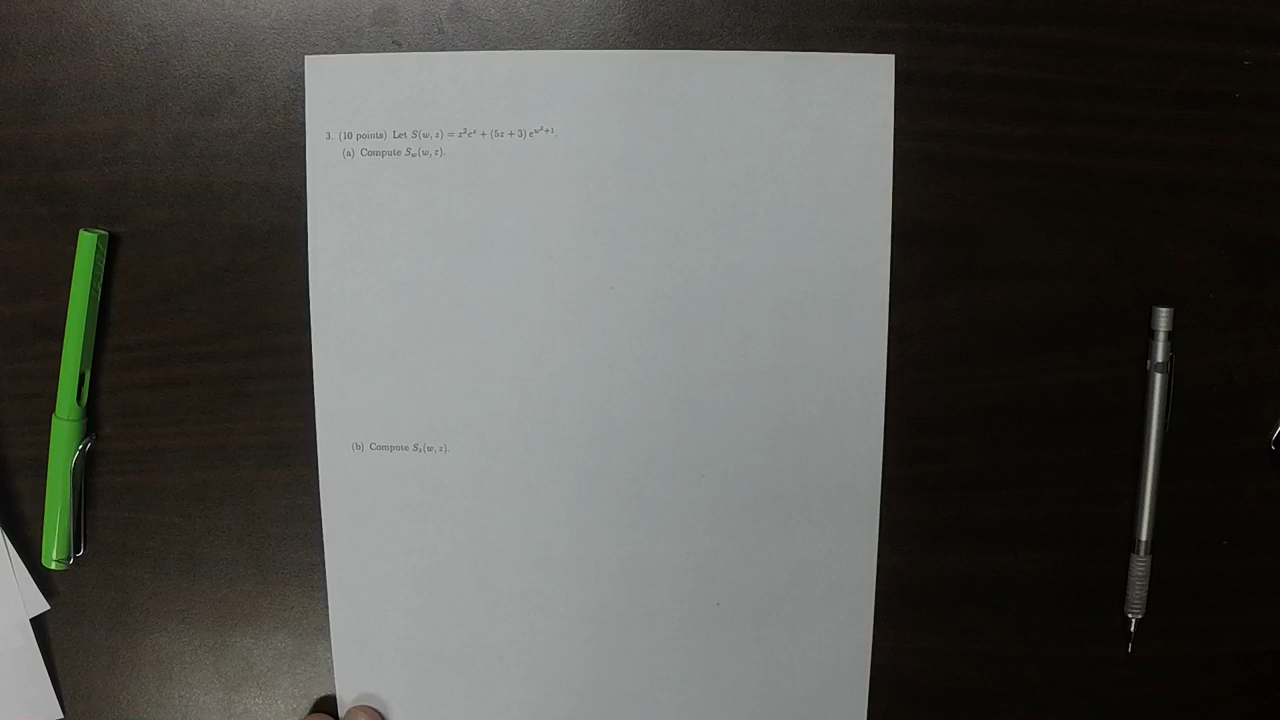 3. (10 points) Let S(w, z) = z²eᶻ + (5z + 3) e^{w²+1}.
(a) Compute S_w(w, z).
(b) Compute S_z(w, z).